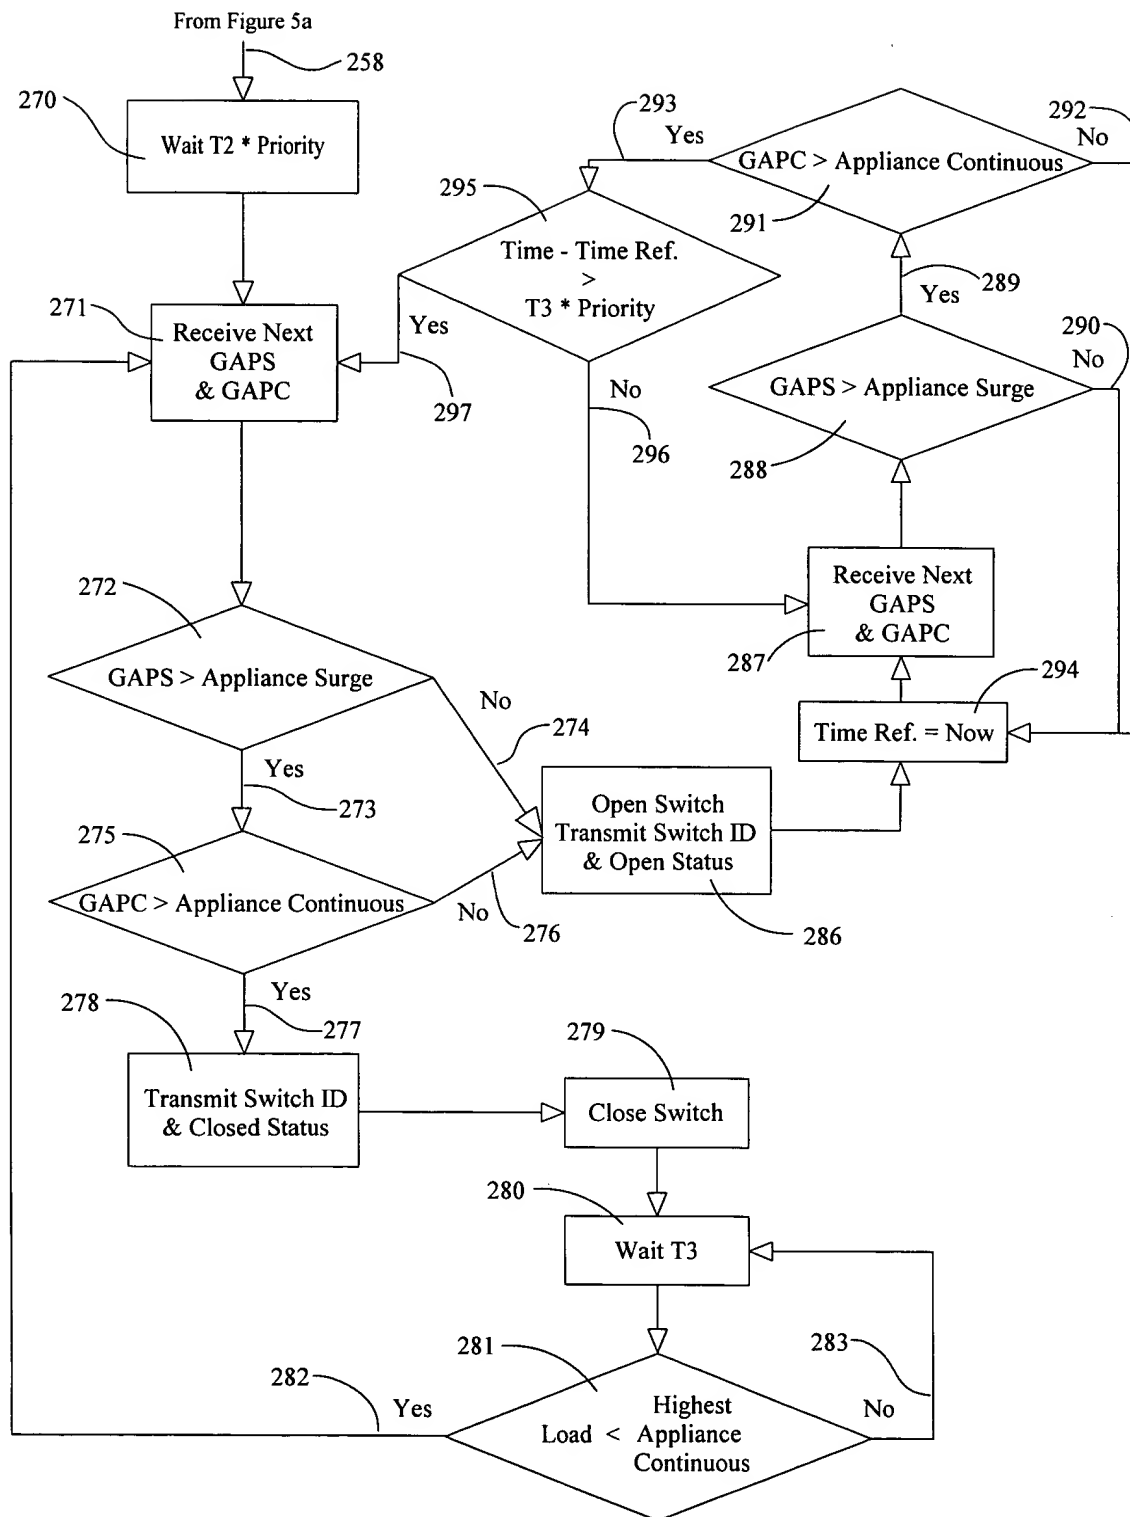 From Figure 5a
258
270
Wait T2 * Priority
293
Yes
292
No
GAPC > Appliance Continuous
291
295
Time - Time Ref.
>
T3 * Priority
289
Yes
271
Receive Next
GAPS
& GAPC
Yes
297
No
296
290
No
GAPS > Appliance Surge
288
Receive Next
GAPS
& GAPC
287
272
GAPS > Appliance Surge
No
274
294
Time Ref. = Now
Yes
273
Open Switch
Transmit Switch ID
& Open Status
286
275
GAPC > Appliance Continuous
No
276
Yes
277
278
Transmit Switch ID
& Closed Status
279
Close Switch
280
Wait T3
281
283
282
Yes
No
Highest
Load < Appliance
Continuous